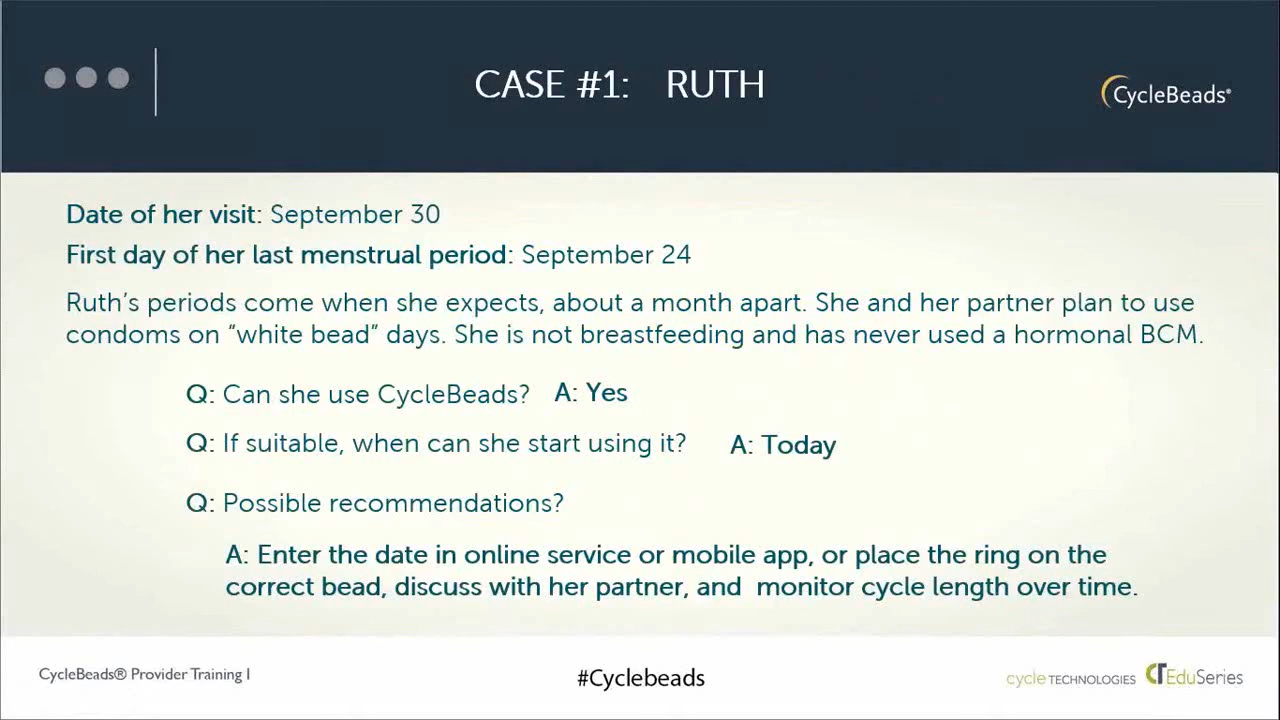 CASE #1: RUTH
CycleBeads®
Date of her visit: September 30
First day of her last menstrual period: September 24
Ruth's periods come when she expects, about a month apart. She and her partner plan to use
condoms on “white bead” days. She is not breastfeeding and has never used a hormonal BCM.
Q: Can she use CycleBeads? A: Yes
Q: If suitable, when can she start using it? A: Today
Q: Possible recommendations?
A: Enter the date in online service or mobile app, or place the ring on the
correct bead, discuss with her partner, and monitor cycle length over time.
CycleBeads® Provider Training I
#Cyclebeads
cycle TECHNOLOGIES CT EduSeries